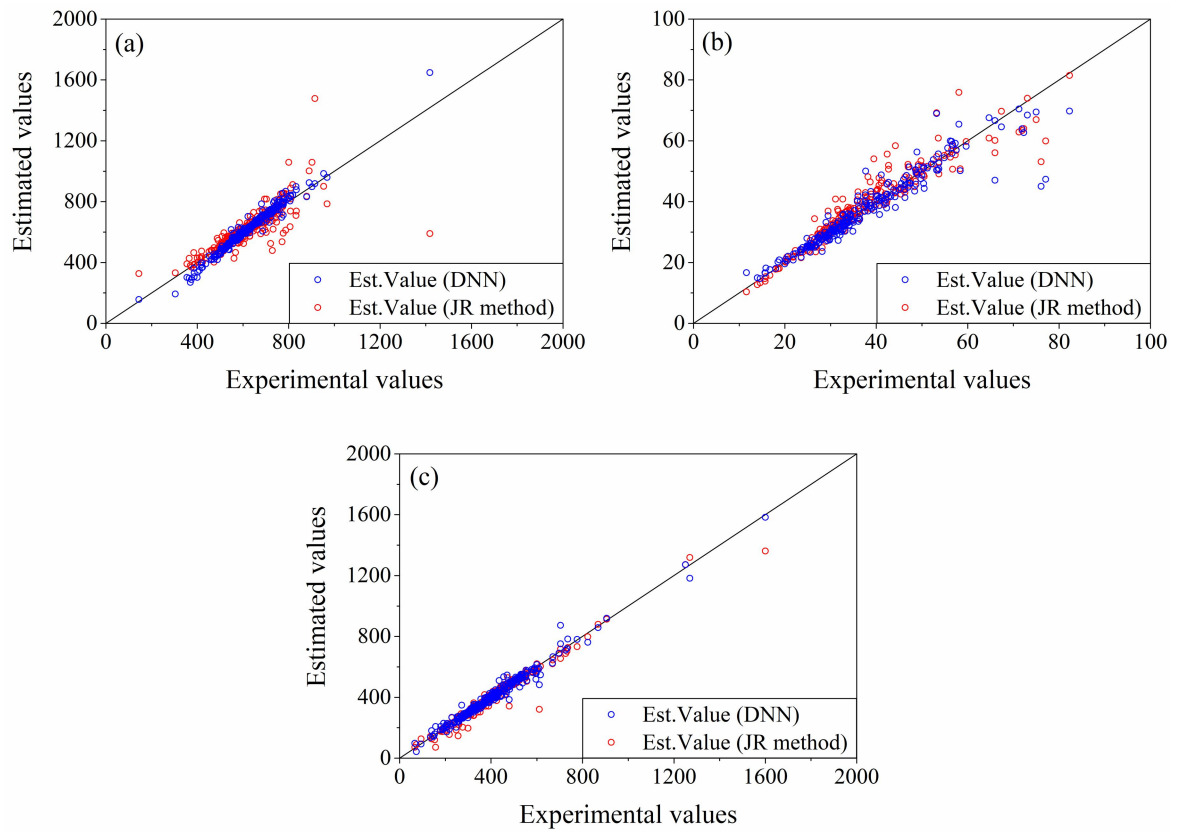 (a)
Estimated values
2000
1600
1200
800
400
0
0 400 800 1200 1600 2000
Experimental values
Est.Value (DNN)
Est.Value (JR method)
(b)
Estimated values
100
80
60
40
20
0
0 20 40 60 80 100
Experimental values
Est.Value (DNN)
Est.Value (JR method)
(c)
Estimated values
2000
1600
1200
800
400
0
0 400 800 1200 1600 2000
Experimental values
Est.Value (DNN)
Est.Value (JR method)